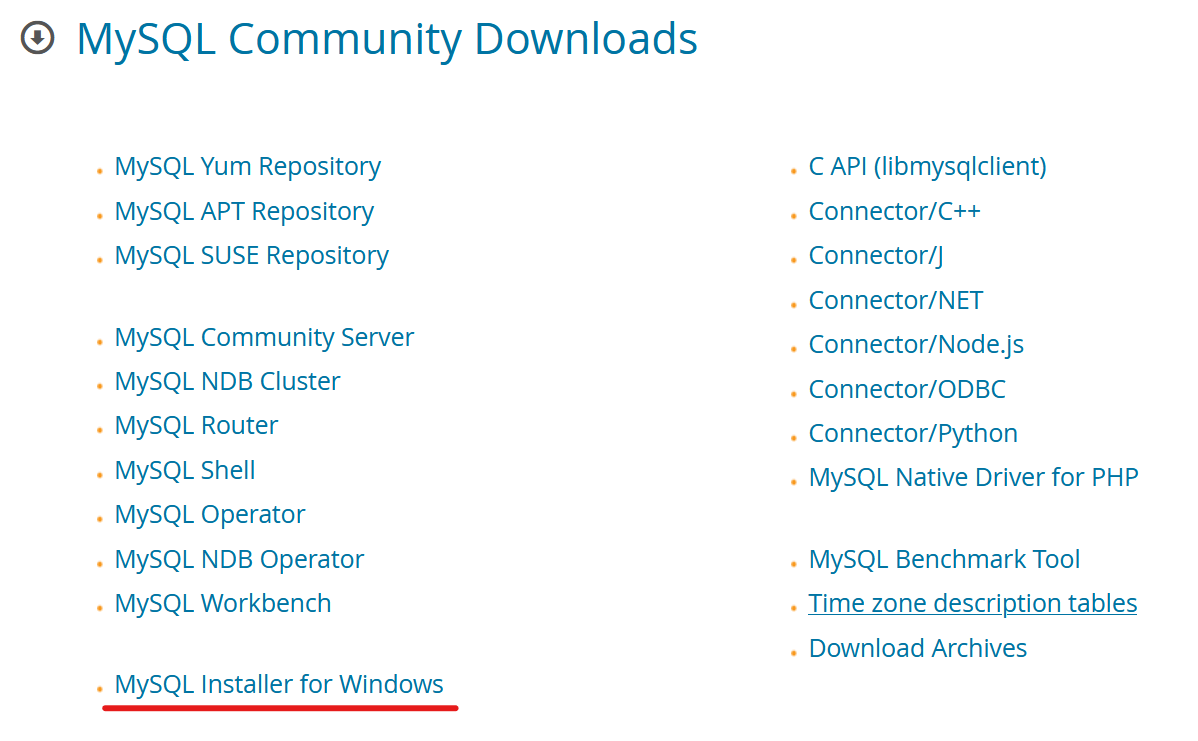 MySQL Community Downloads
MySQL Yum Repository
MySQL APT Repository
MySQL SUSE Repository
MySQL Community Server
MySQL NDB Cluster
MySQL Router
MySQL Shell
MySQL Operator
MySQL NDB Operator
MySQL Workbench
MySQL Installer for Windows
C API (libmysqlclient)
Connector/C++
Connector/J
Connector/NET
Connector/Node.js
Connector/ODBC
Connector/Python
MySQL Native Driver for PHP
MySQL Benchmark Tool
Time zone description tables
Download Archives